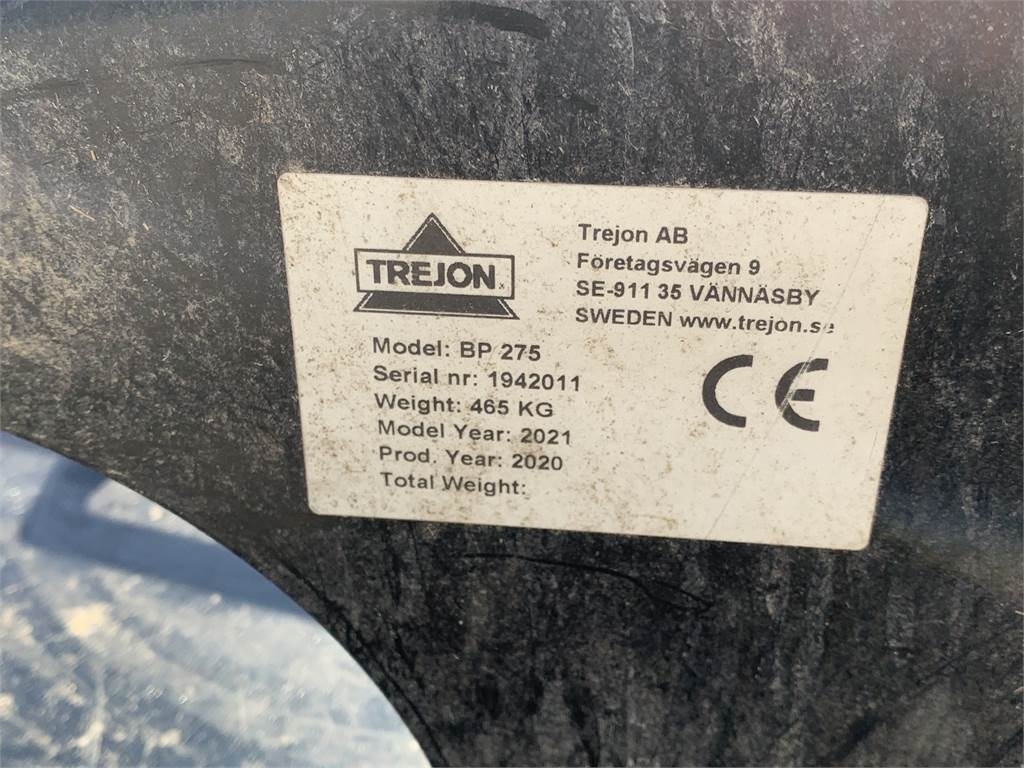 TREJON
Trejon AB
Företagsvägen 9
SE-911 35 VÄNNÄSBY
SWEDEN www.trejon.se
Model: BP 275
Serial nr: 1942011
Weight: 465 KG
Model Year: 2021
Prod. Year: 2020
Total Weight:
CE